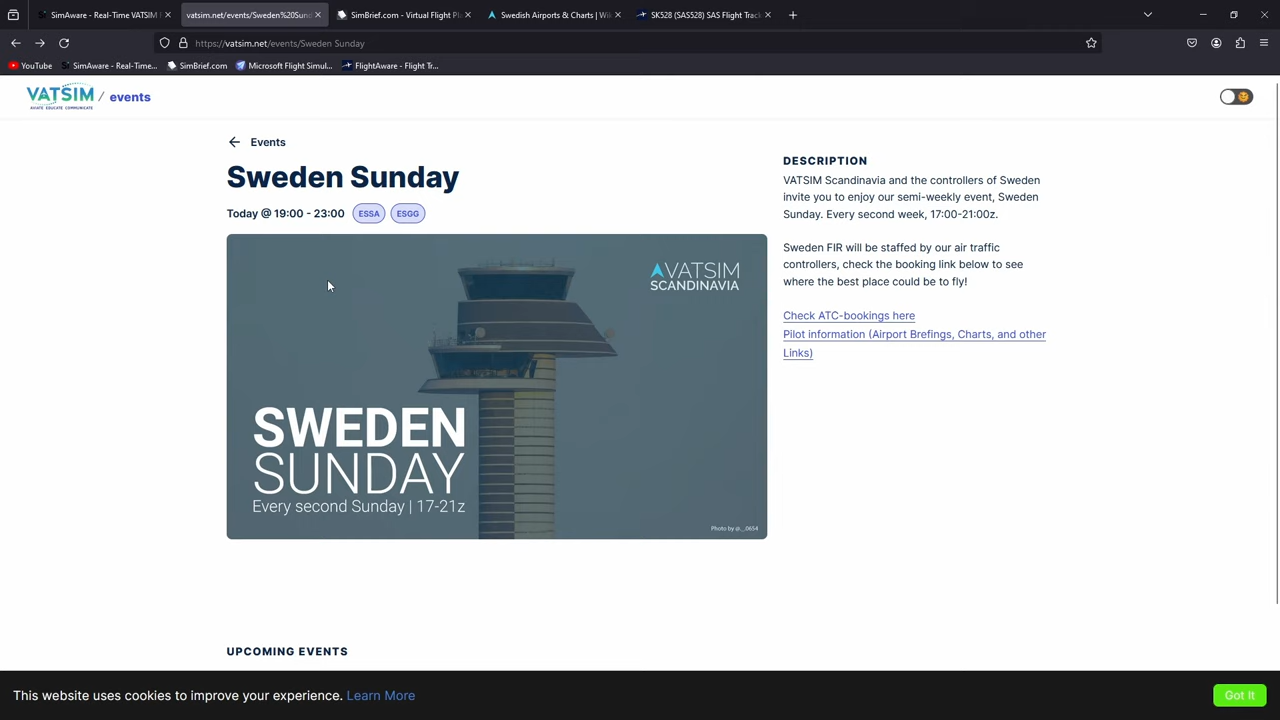 SimAware - Real-Time VATSIM F
vatsim.net/events/Sweden%20Sund
SimBrief.com - Virtual Flight Pl
Swedish Airports & Charts | Wik
SK528 (SAS528) SAS Flight Track
https://vatsim.net/events/Sweden Sunday
YouTube
SimAware - Real-Time...
SimBrief.com
Microsoft Flight Simul...
FlightAware - Flight Tr...
VATSIM
AVIATE EDUCATE COMMUNICATE
/ events
Events
Sweden Sunday
Today @ 19:00 - 23:00 ESSA ESGG
VATSIM
SCANDINAVIA
SWEDEN
SUNDAY
Every second Sunday | 17-21z
Photo by @._.0654
DESCRIPTION
VATSIM Scandinavia and the controllers of Sweden
invite you to enjoy our semi-weekly event, Sweden
Sunday. Every second week, 17:00-21:00z.
Sweden FIR will be staffed by our air traffic
controllers, check the booking link below to see
where the best place could be to fly!
Check ATC-bookings here
Pilot information (Airport Brefings, Charts, and other
Links)
UPCOMING EVENTS
This website uses cookies to improve your experience. Learn More
Got It